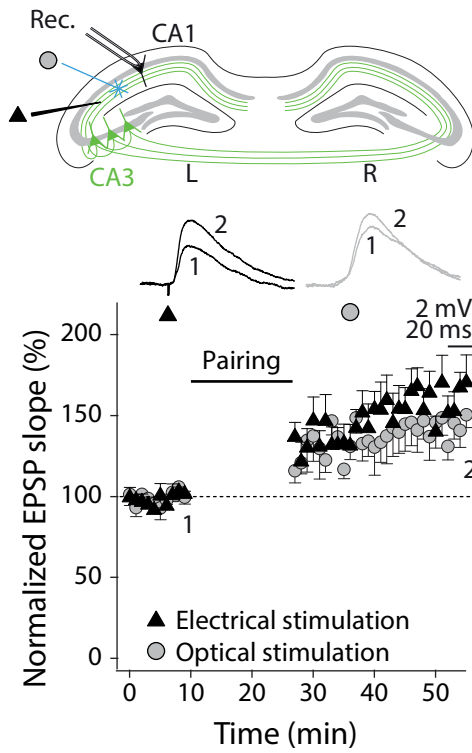 Rec.
CA1
CA3
L
R
2
1
2
1
2 mV
20 ms
200
150
100
50
0
Pairing
1
2
Electrical stimulation
Optical stimulation
Normalized EPSP slope (%)
0
10
20
30
40
50
Time (min)